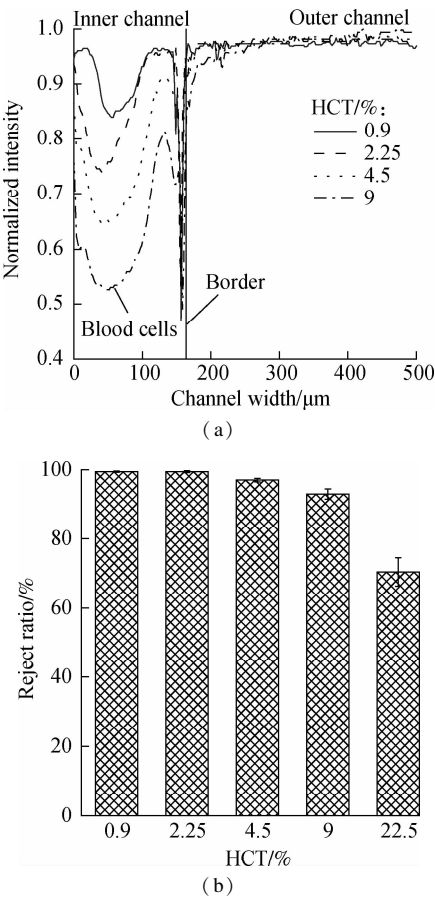 Inner channel Outer channel
1.0
0.9
0.8
0.7
0.6
0.5
0.4
Normalized intensity
HCT/%:
0.9
2.25
4.5
9
Border
Blood cells
0 100 200 300 400 500
Channel width/μm
(a)
100
80
60
40
20
0
Reject ratio/%
0.9 2.25 4.5 9 22.5
HCT/%
(b)